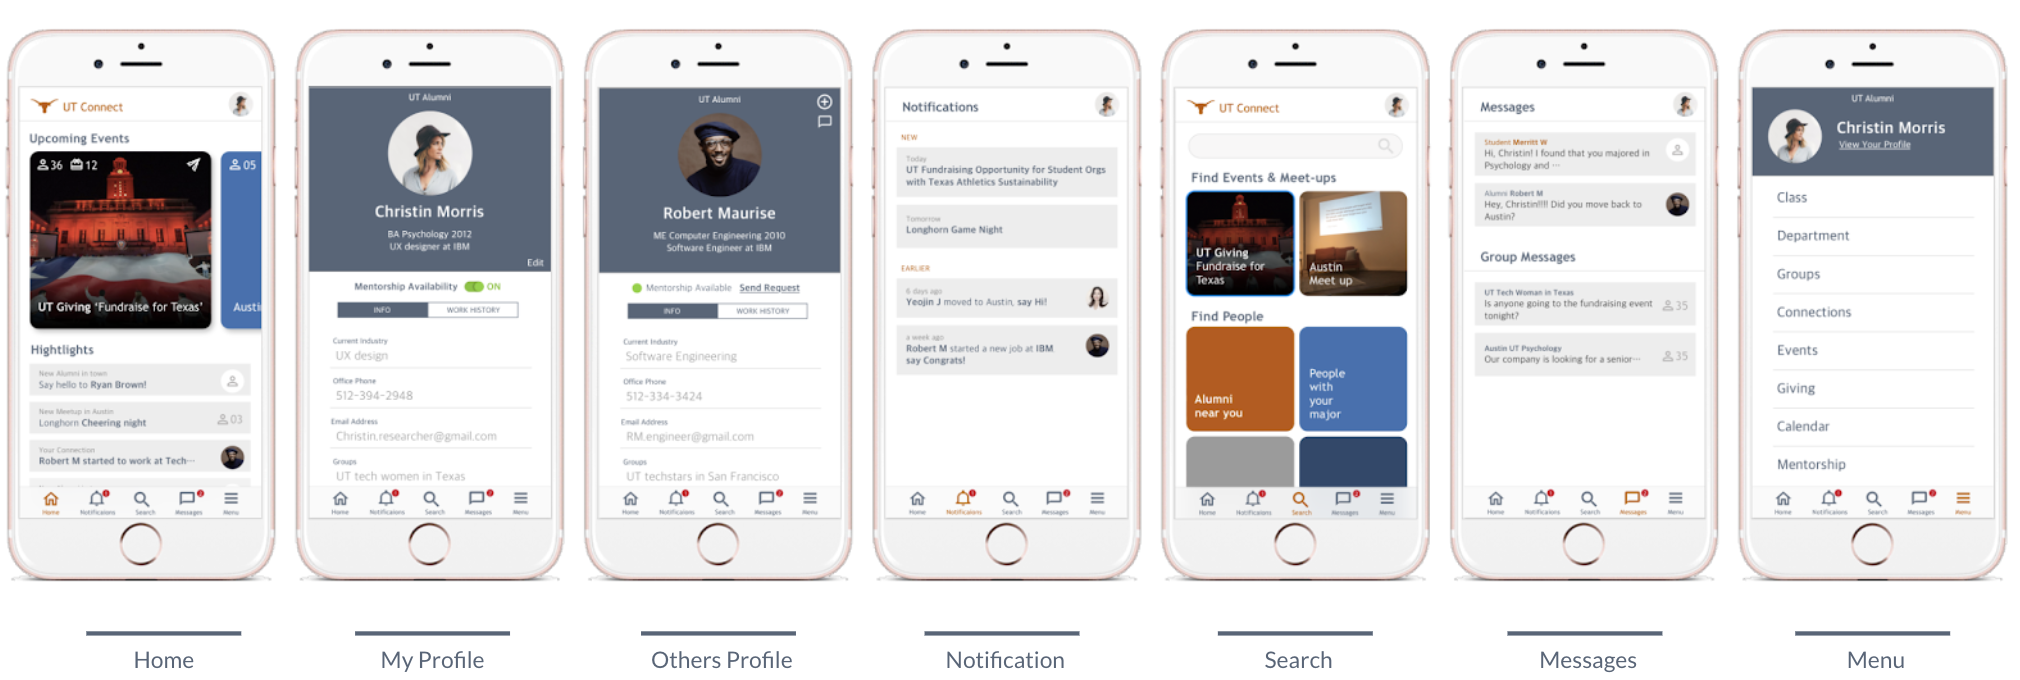 UT Connect
Upcoming Events
36 12
05
UT Giving 'Fundraise for Texas'
Austi
Hightlights
New Alumni in town
Say hello to Ryan Brown!
New Meetup in Austin
Longhorn Cheering night
03
Your Connection
Robert M started to work at Tech···
Home Notifications Search Messages Menu
UT Alumni
Christin Morris
BA Psychology 2012
UX designer at IBM
Edit
Mentorship Availability ON
INFO WORK HISTORY
Current Industry
UX design
Office Phone
512-394-2948
Email Address
Christin.researcher@gmail.com
Groups
UT tech women in Texas
Home Notifications Search Messages Menu
UT Alumni
Robert Maurise
ME Computer Engineering 2010
Software Engineer at IBM
Mentorship Available Send Request
INFO WORK HISTORY
Current Industry
Software Engineering
Office Phone
512-334-3424
Email Address
RM.engineer@gmail.com
Groups
UT techstars in San Francisco
Home Notifications Search Messages Menu
Notifications
NEW
Today
UT Fundraising Opportunity for Student Orgs
with Texas Athletics Sustainability
Tomorrow
Longhorn Game Night
EARLIER
6 days ago
Yeojin J moved to Austin, say Hi!
a week ago
Robert M started a new job at IBM
say Congrats!
Home Notifications Search Messages Menu
UT Connect
Find Events & Meet-ups
UT Giving
Fundraise for
Texas
Austin
Meet up
Find People
Alumni
near you
People
with
your
major
Home Notifications Search Messages Menu
Messages
Student Merritt W
Hi, Christin! I found that you majored in
Psychology and ···
Alumni Robert M
Hey, Christin!!!! Did you move back to
Austin?
Group Messages
UT Tech Woman in Texas
Is anyone going to the fundraising event
tonight?
35
Austin UT Psychology
Our company is looking for a senior···
35
Home Notifications Search Messages Menu
UT Alumni
Christin Morris
View Your Profile
Class
Department
Groups
Connections
Events
Giving
Calendar
Mentorship
Home Notifications Search Messages Menu
Home
My Profile
Others Profile
Notification
Search
Messages
Menu